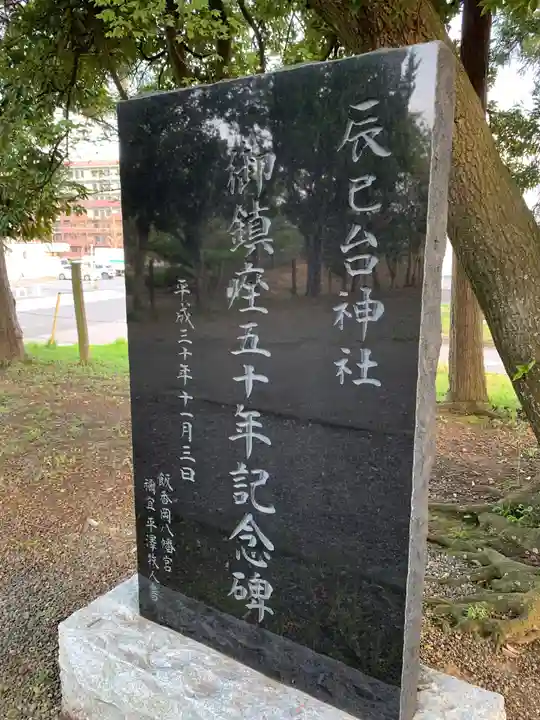 辰巳台神社
御鎮座五十年記念碑
平成三十年十一月三日
飯香岡八幡宮
禰宜 平澤牧人書